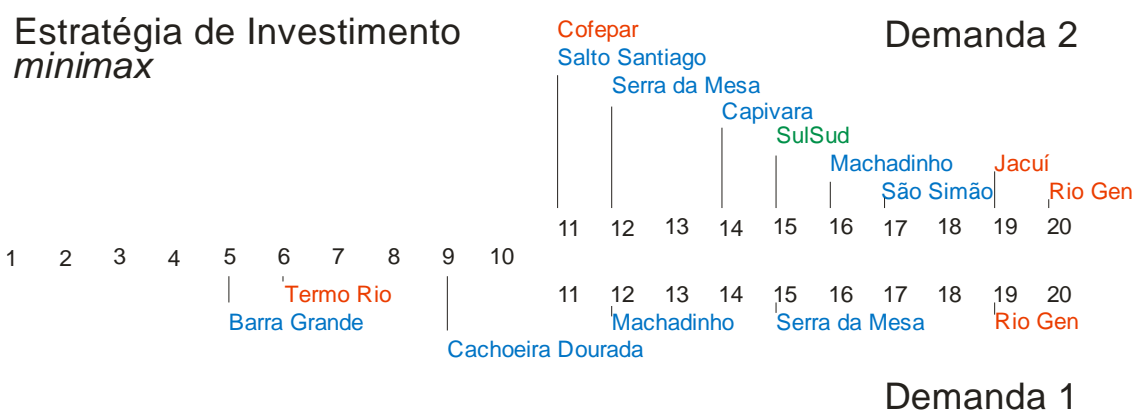 Estratégia de Investimento
minimax
Cofepar
Demanda 2
Salto Santiago
Serra da Mesa
Capivara
SulSud
Machadinho
Jacuí
São Simão
Rio Gen
11 12 13 14 15 16 17 18 19 20
1 2 3 4 5 6 7 8 9 10
11 12 13 14 15 16 17 18 19 20
Termo Rio
Barra Grande
Machadinho
Serra da Mesa
Rio Gen
Cachoeira Dourada
Demanda 1